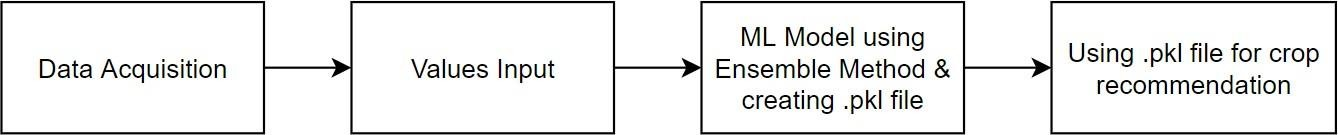 Data Acquisition
Values Input
ML Model using
Ensemble Method &
creating .pkl file
Using .pkl file for crop
recommendation